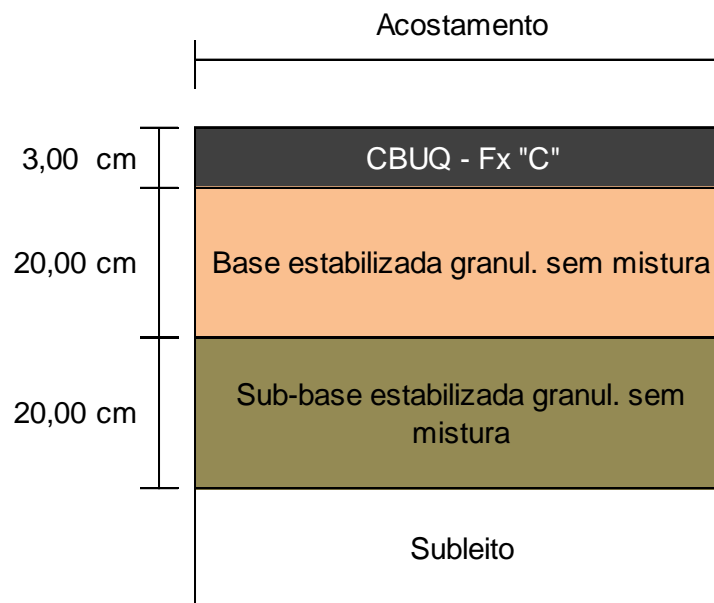 Acostamento
3,00 cm
CBUQ - Fx "C"
20,00 cm
Base estabilizada granul. sem mistura
20,00 cm
Sub-base estabilizada granul. sem
mistura
Subleito